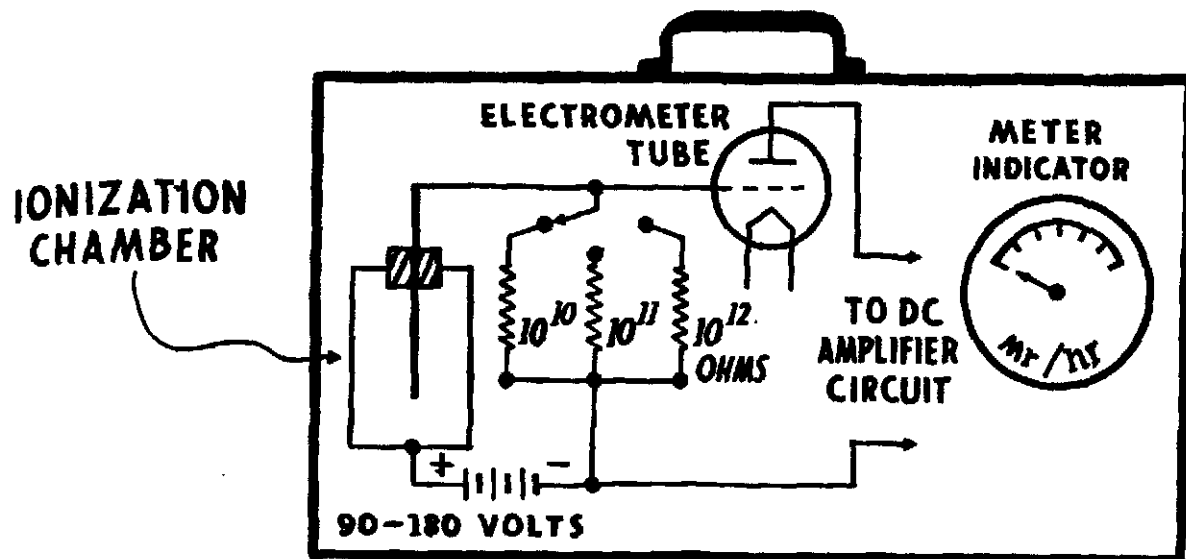 ELECTROMETER
TUBE
METER
INDICATOR
IONIZATION
CHAMBER
10^10
10^11
10^12
OHMS
TO DC
AMPLIFIER
CIRCUIT
Mr/nr
+
-
90-180 VOLTS